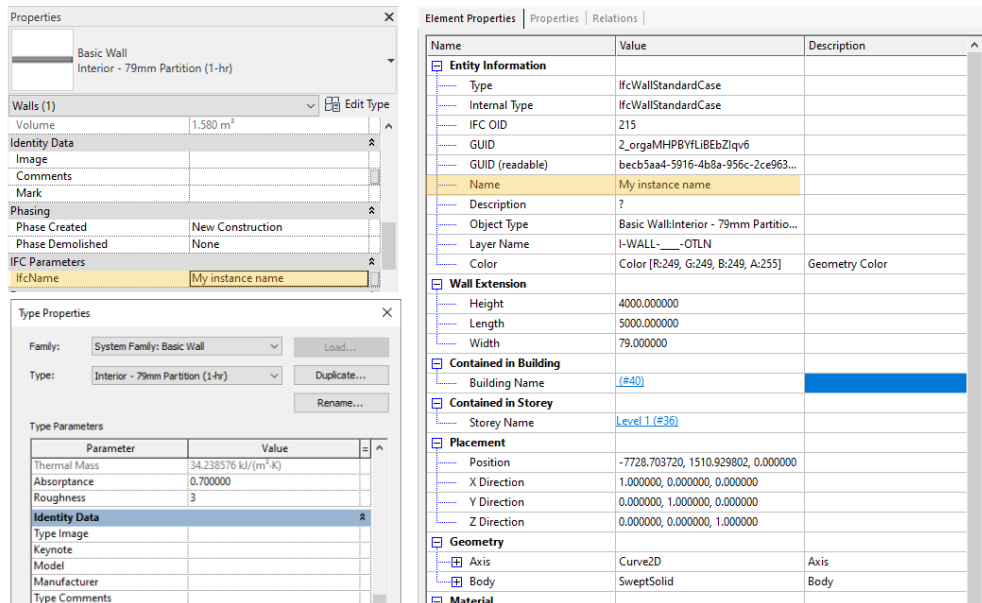 Properties
Basic Wall
Interior - 79mm Partition (1-hr)
Walls (1) Edit Type
Volume 1.580 m³
Identity Data
Image
Comments
Mark
Phasing
Phase Created New Construction
Phase Demolished None
IFC Parameters
IfcName My instance name
Type Properties
Family: System Family: Basic Wall Load...
Type: Interior - 79mm Partition (1-hr) Duplicate...
Rename...
Type Parameters
Parameter Value =
Thermal Mass 34.238576 kJ/(m²·K)
Absorptance 0.700000
Roughness 3
Identity Data
Type Image
Keynote
Model
Manufacturer
Type Comments
Element Properties Properties Relations
Name Value Description
Entity Information
Type IfcWallStandardCase
Internal Type IfcWallStandardCase
IFC OID 215
GUID 2_orgaMHPBYfLiBEbZlqv6
GUID (readable) becb5aa4-5916-4b8a-956c-2ce963...
Name My instance name
Description ?
Object Type Basic Wall:Interior - 79mm Partitio...
Layer Name I-WALL-___-OTLN
Color Color [R:249, G:249, B:249, A:255] Geometry Color
Wall Extension
Height 4000.000000
Length 5000.000000
Width 79.000000
Contained in Building
Building Name (#40)
Contained in Storey
Storey Name Level 1 (#36)
Placement
Position -7728.703720, 1510.929802, 0.000000
X Direction 1.000000, 0.000000, 0.000000
Y Direction 0.000000, 1.000000, 0.000000
Z Direction 0.000000, 0.000000, 1.000000
Geometry
Axis Curve2D Axis
Body SweptSolid Body
Material